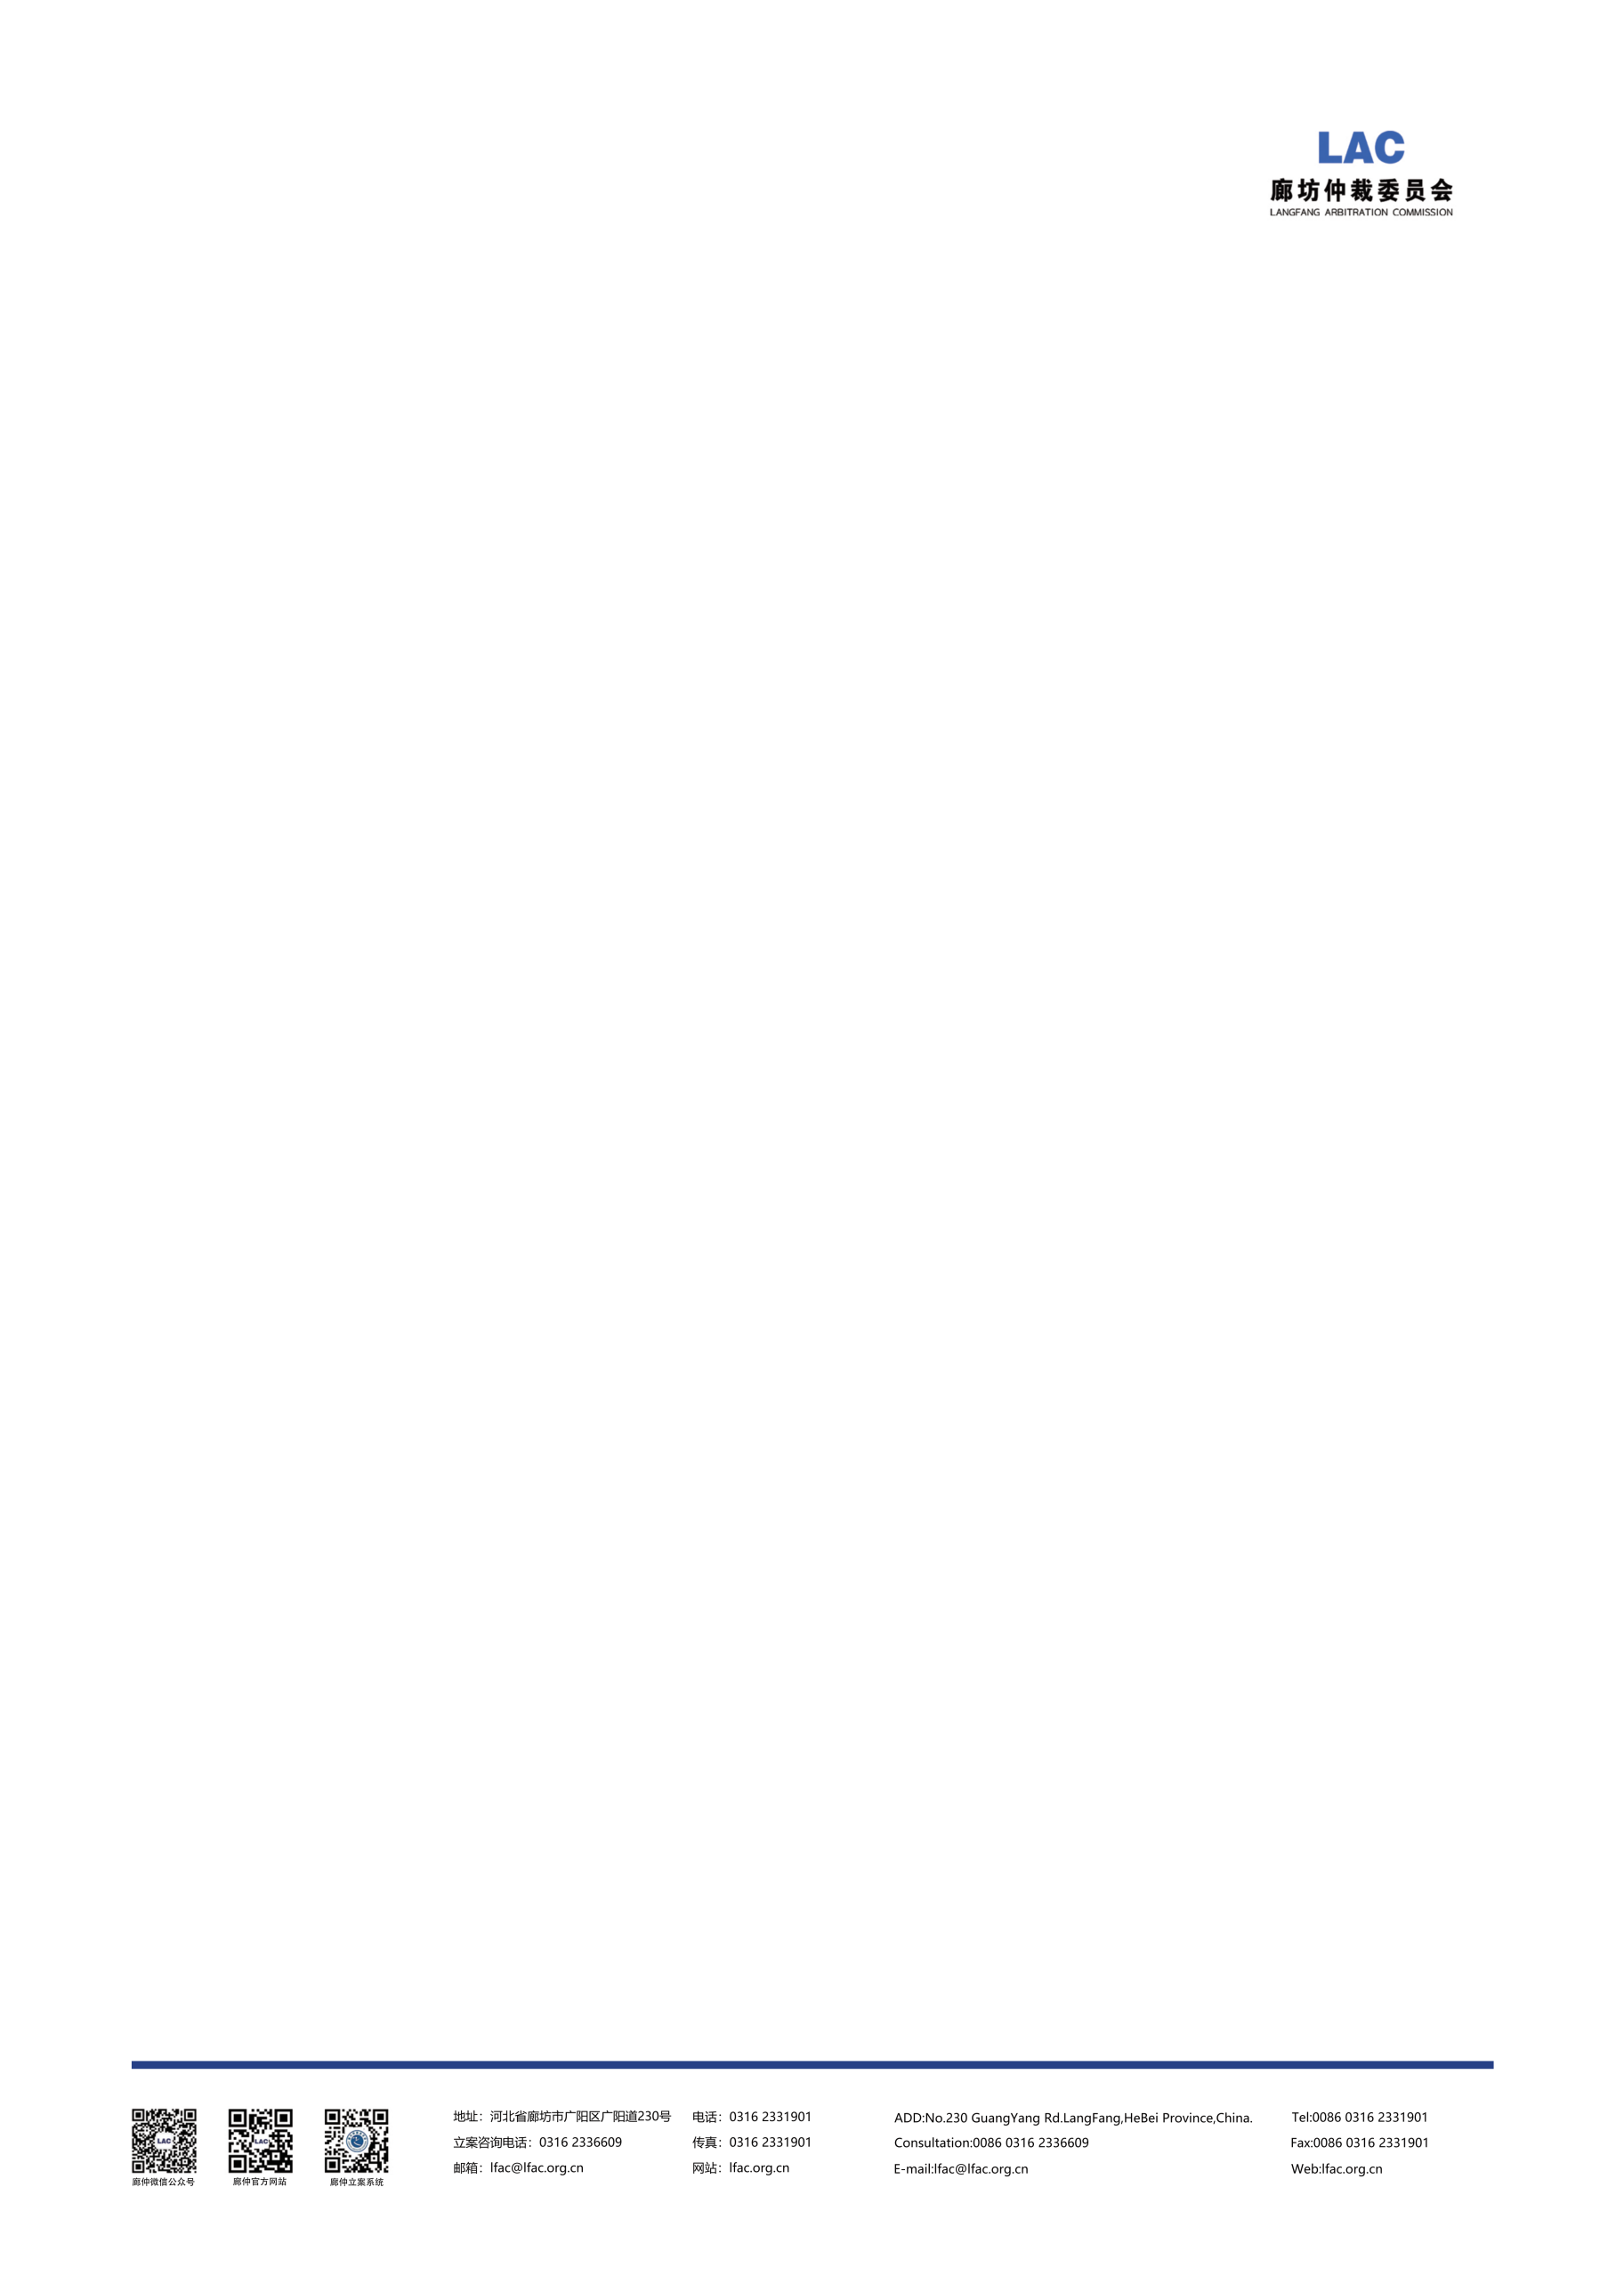 LAC
廊坊仲裁委员会
LANGFANG ARBITRATION COMMISSION
LAC
廊仲微信公众号
LAC
廊仲官方网站
廊仲立案系统
地址：河北省廊坊市广阳区广阳道230号
立案咨询电话：0316 2336609
邮箱：lfac@lfac.org.cn
电话：0316 2331901
传真：0316 2331901
网站：lfac.org.cn
ADD:No.230 GuangYang Rd.LangFang,HeBei Province,China.
Consultation:0086 0316 2336609
E-mail:lfac@lfac.org.cn
Tel:0086 0316 2331901
Fax:0086 0316 2331901
Web:lfac.org.cn